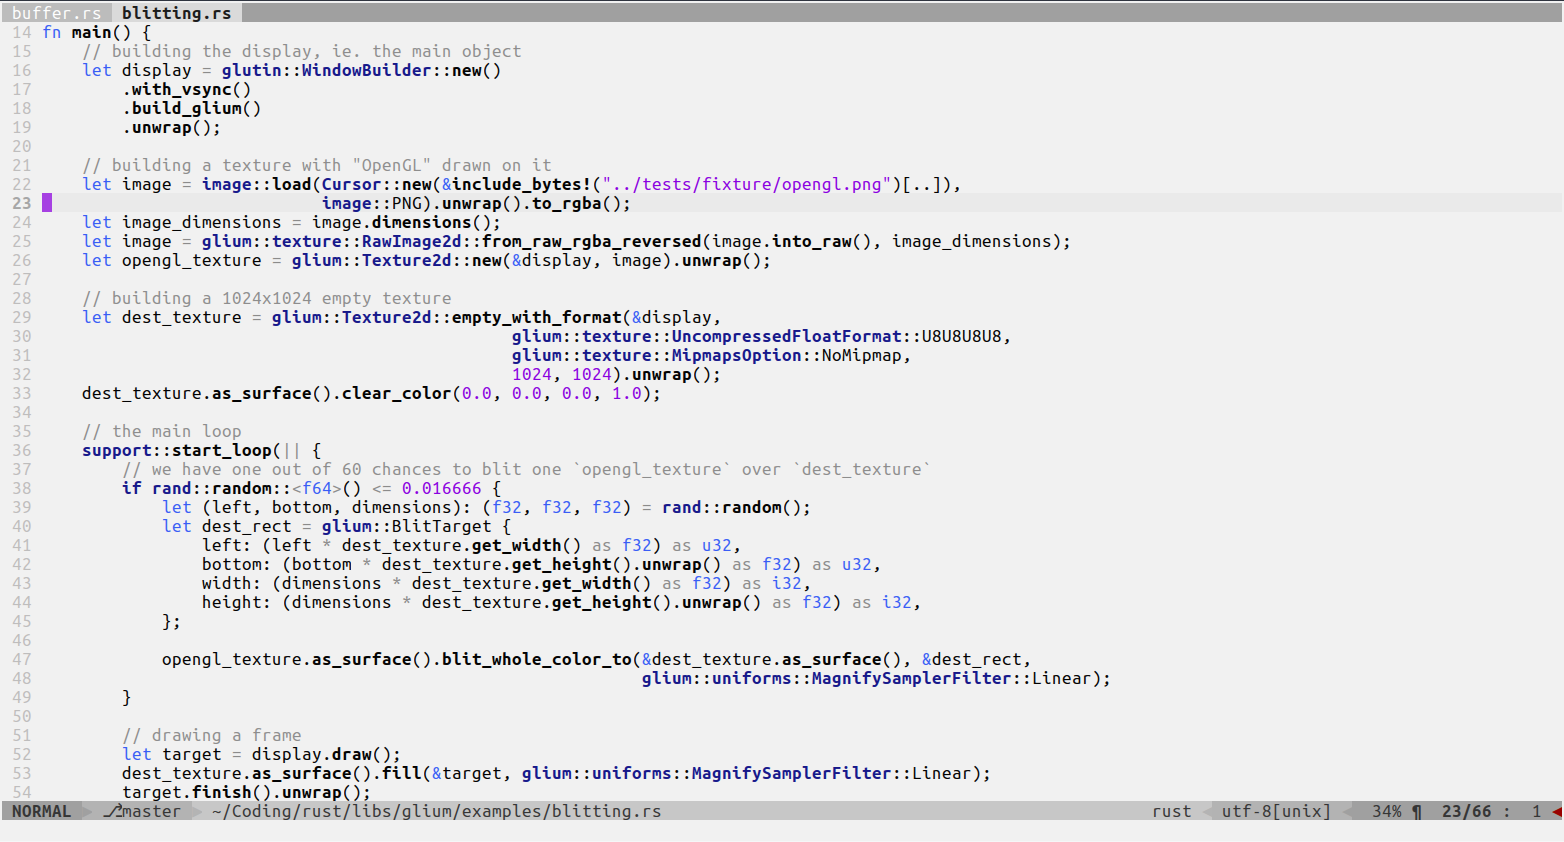 buffer.rs blitting.rs
14 fn main() {
15     // building the display, ie. the main object
16     let display = glutin::WindowBuilder::new()
17         .with_vsync()
18         .build_glium()
19         .unwrap();
20
21     // building a texture with "OpenGL" drawn on it
22     let image = image::load(Cursor::new(&include_bytes!("../tests/fixture/opengl.png")[..]),
23                             image::PNG).unwrap().to_rgba();
24     let image_dimensions = image.dimensions();
25     let image = glium::texture::RawImage2d::from_raw_rgba_reversed(image.into_raw(), image_dimensions);
26     let opengl_texture = glium::Texture2d::new(&display, image).unwrap();
27
28     // building a 1024x1024 empty texture
29     let dest_texture = glium::Texture2d::empty_with_format(&display,
30                                                glium::texture::UncompressedFloatFormat::U8U8U8U8,
31                                                glium::texture::MipmapsOption::NoMipmap,
32                                                1024, 1024).unwrap();
33     dest_texture.as_surface().clear_color(0.0, 0.0, 0.0, 1.0);
34
35     // the main loop
36     support::start_loop(|| {
37         // we have one out of 60 chances to blit one `opengl_texture` over `dest_texture`
38         if rand::random::<f64>() <= 0.016666 {
39             let (left, bottom, dimensions): (f32, f32, f32) = rand::random();
40             let dest_rect = glium::BlitTarget {
41                 left: (left * dest_texture.get_width() as f32) as u32,
42                 bottom: (bottom * dest_texture.get_height().unwrap() as f32) as u32,
43                 width: (dimensions * dest_texture.get_width() as f32) as i32,
44                 height: (dimensions * dest_texture.get_height().unwrap() as f32) as i32,
45             };
46
47             opengl_texture.as_surface().blit_whole_color_to(&dest_texture.as_surface(), &dest_rect,
48                                                             glium::uniforms::MagnifySamplerFilter::Linear);
49         }
50
51         // drawing a frame
52         let target = display.draw();
53         dest_texture.as_surface().fill(&target, glium::uniforms::MagnifySamplerFilter::Linear);
54         target.finish().unwrap();
NORMAL ⎇master ~/Coding/rust/libs/glium/examples/blitting.rs rust utf-8[unix] 34% ¶ 23/66 : 1